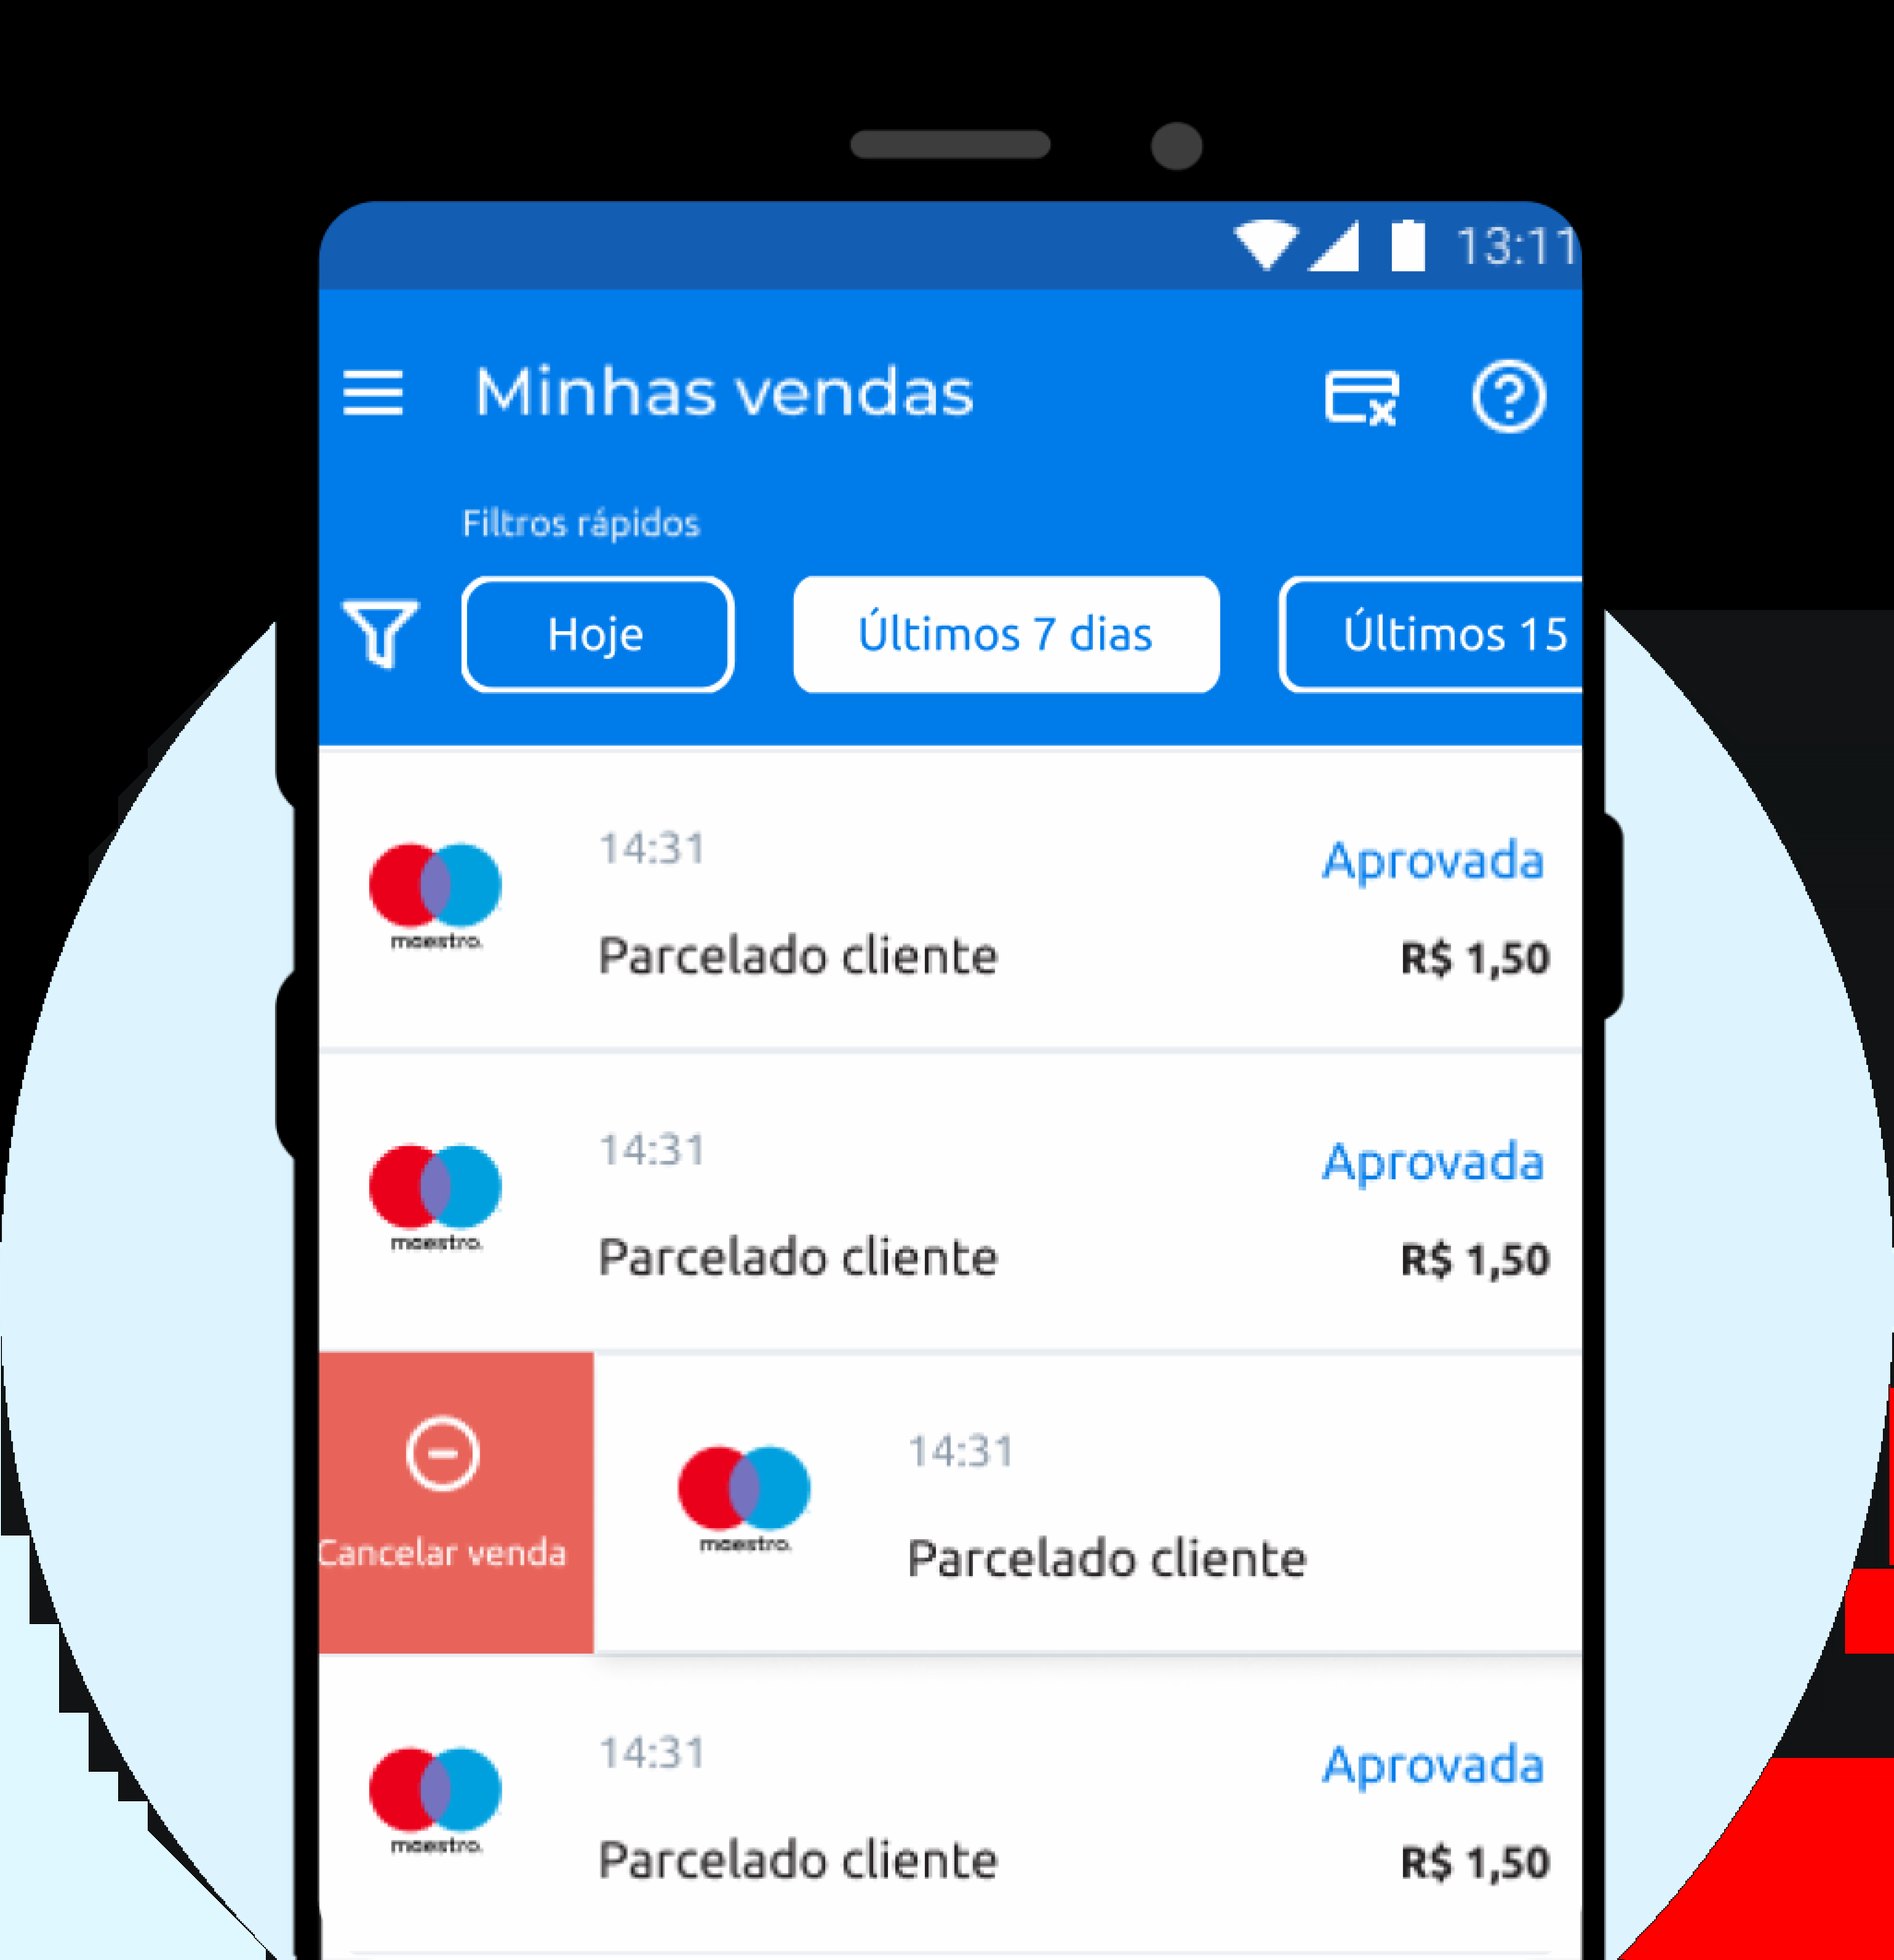 13:11
Minhas vendas
Filtros rápidos
Hoje
Últimos 7 dias
Últimos 15
14:31
Aprovada
maestro.
Parcelado cliente
R$ 1,50
14:31
Aprovada
maestro.
Parcelado cliente
R$ 1,50
14:31
Cancelar venda
maestro.
Parcelado cliente
14:31
Aprovada
maestro.
Parcelado cliente
R$ 1,50